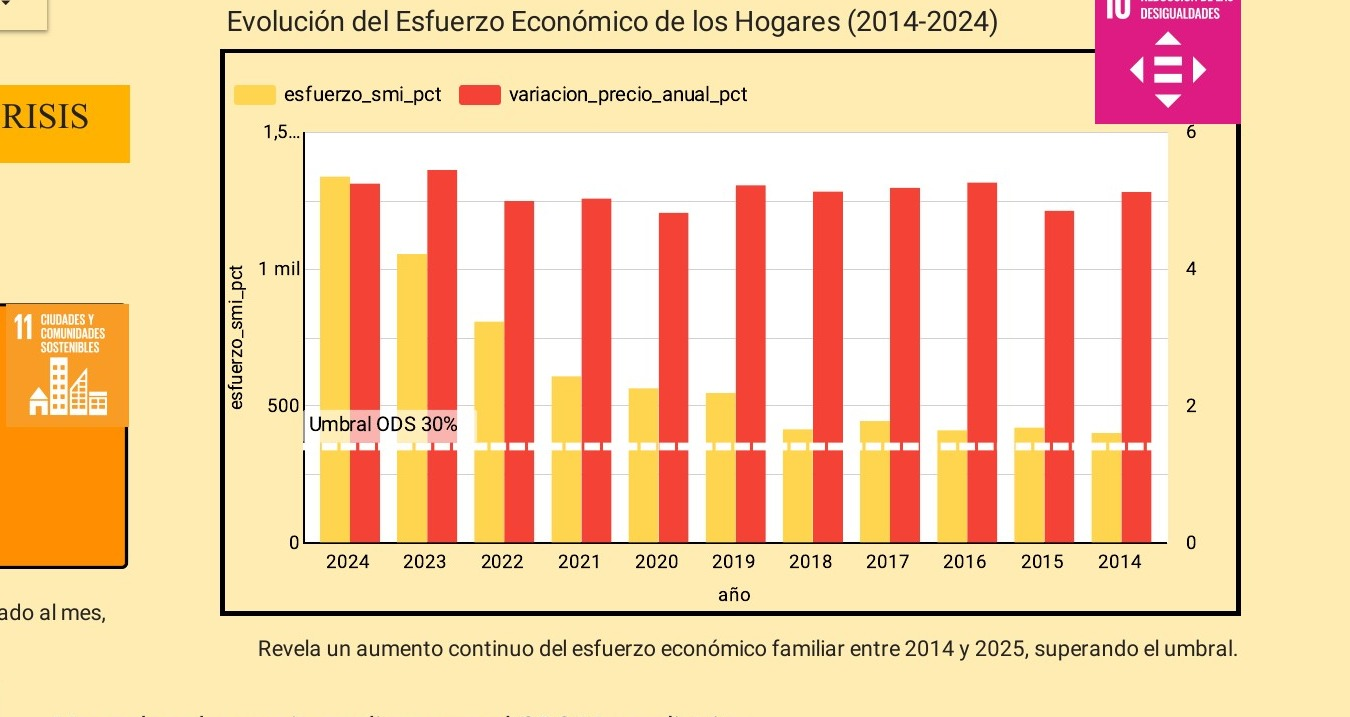 Evolución del Esfuerzo Económico de los Hogares (2014-2024)
10
DESIGUALDADES
RISIS
esfuerzo_smi_pct
variacion_precio_anual_pct
1,5...
6
1 mil
4
500
2
0
0
esfuerzo_smi_pct
Umbral ODS 30%
2024 2023 2022 2021 2020 2019 2018 2017 2016 2015 2014
año
11 CIUDADES Y
COMUNIDADES
SOSTENIBLES
ado al mes,
Revela un aumento continuo del esfuerzo económico familiar entre 2014 y 2025, superando el umbral.